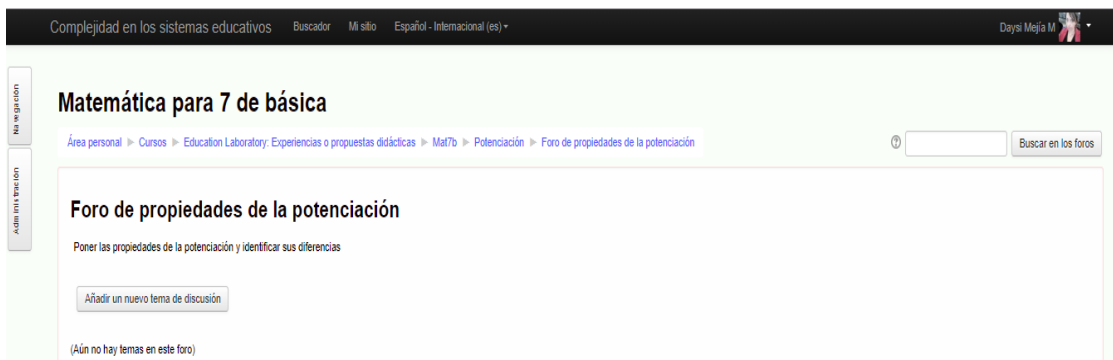 Complejidad en los sistemas educativos Buscador Mi sitio Español - Internacional (es) Daysi Mejía M
Navegación
Matemática para 7 de básica
Área personal ▶ Cursos ▶ Education Laboratory: Experiencias o propuestas didácticas ▶ Mat7b ▶ Potenciación ▶ Foro de propiedades de la potenciación
Buscar en los foros
Administración
Foro de propiedades de la potenciación
Poner las propiedades de la potenciación y identificar sus diferencias
Añadir un nuevo tema de discusión
(Aún no hay temas en este foro)